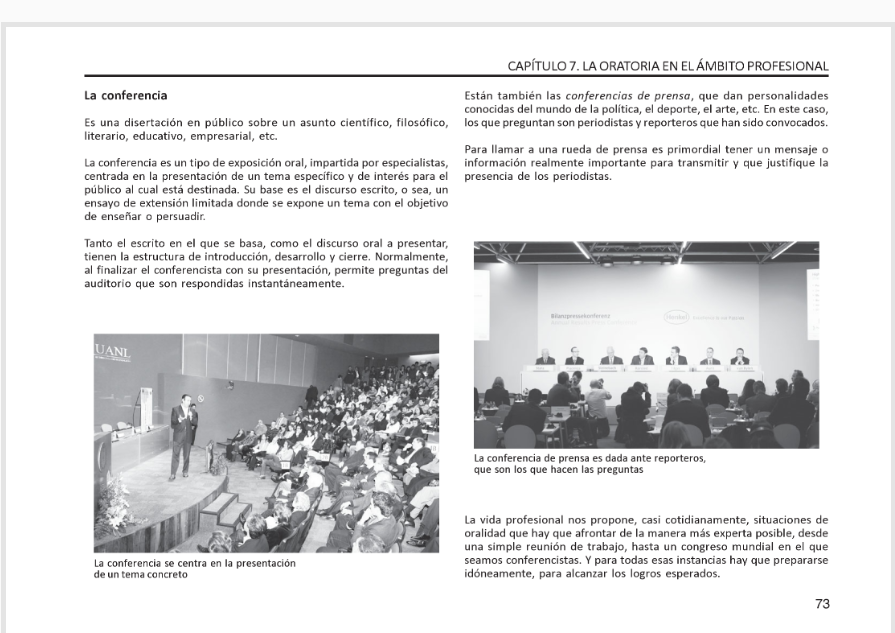 CAPÍTULO 7. LA ORATORIA EN EL ÁMBITO PROFESIONAL
La conferencia
Es una disertación en público sobre un asunto científico, filosófico,
literario, educativo, empresarial, etc.
La conferencia es un tipo de exposición oral, impartida por especialistas,
centrada en la presentación de un tema específico y de interés para el
público al cual está destinada. Su base es el discurso escrito, o sea, un
ensayo de extensión limitada donde se expone un tema con el objetivo
de enseñar o persuadir.
Tanto el escrito en el que se basa, como el discurso oral a presentar,
tienen la estructura de introducción, desarrollo y cierre. Normalmente,
al finalizar el conferencista con su presentación, permite preguntas del
auditorio que son respondidas instantáneamente.
UANL
La conferencia se centra en la presentación
de un tema concreto
Están también las conferencias de prensa, que dan personalidades
conocidas del mundo de la política, el deporte, el arte, etc. En este caso,
los que preguntan son periodistas y reporteros que han sido convocados.
Para llamar a una rueda de prensa es primordial tener un mensaje o
información realmente importante para transmitir y que justifique la
presencia de los periodistas.
Bilanzpressekonferenz
La conferencia de prensa es dada ante reporteros,
que son los que hacen las preguntas
La vida profesional nos propone, casi cotidianamente, situaciones de
oralidad que hay que afrontar de la manera más experta posible, desde
una simple reunión de trabajo, hasta un congreso mundial en el que
seamos conferencistas. Y para todas esas instancias hay que prepararse
idóneamente, para alcanzar los logros esperados.
73